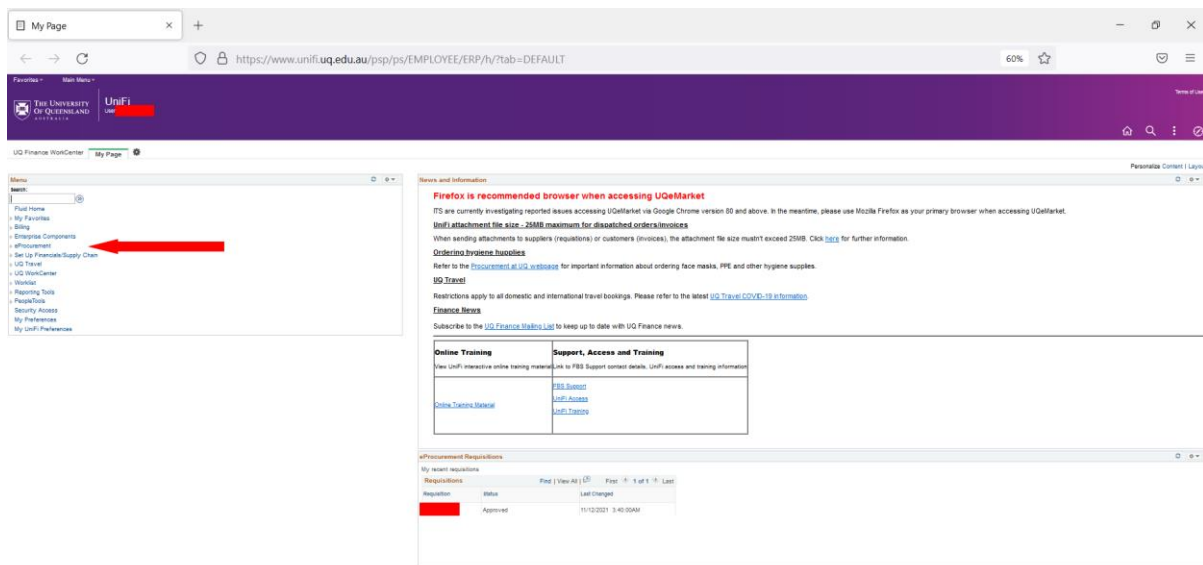 My Page
https://www.unifi.uq.edu.au/psp/ps/EMPLOYEE/ERP/h/?tab=DEFAULT
60%
Favorites
Main Menu
Terms of Use
THE UNIVERSITY
OF QUEENSLAND
AUSTRALIA
UniFi
User
UQ Finance WorkCenter
My Page
Personalize Content | Layou
Menu
Search:
Fluid Home
My Favorites
Billing
Enterprise Components
eProcurement
Set Up Financials/Supply Chain
UQ Travel
UQ WorkCenter
Worklist
Reporting Tools
PeopleTools
Security Access
My Preferences
My UniFi Preferences
News and Information
Firefox is recommended browser when accessing UQeMarket
ITS are currently investigating reported issues accessing UQeMarket via Google Chrome version 80 and above. In the meantime, please use Mozilla Firefox as your primary browser when accessing UQeMarket.
UniFi attachment file size - 25MB maximum for dispatched orders/invoices
When sending attachments to suppliers (requistions) or customers (invoices), the attachment file size mustn't exceed 25MB. Click here for further information.
Ordering hygiene hupplies
Refer to the Procurement at UQ webpage for important information about ordering face masks, PPE and other hygiene supplies.
UQ Travel
Restrictions apply to all domestic and international travel bookings. Please refer to the latest UQ Travel COVID-19 information.
Finance News
Subscribe to the UQ Finance Mailing List to keep up to date with UQ Finance news.
Online Training
Support, Access and Training
View UniFi interactive online training material
Link to FBS Support contact details, UniFi access and training information
Online Training Material
FBS Support
UniFi Access
UniFi Training
eProcurement Requisitions
My recent requisitions
Requisitions
Find | View All | First 1 of 1 Last
Requisition
Status
Last Changed
Approved
11/12/2021 3:40:00AM